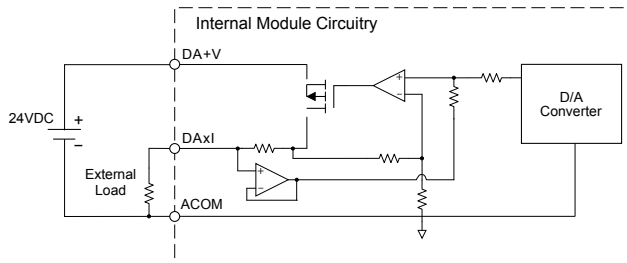 Internal Module Circuitry
DA+V
D/A
Converter
24VDC
+
−
+
−
DAxI
External
Load
+
−
ACOM